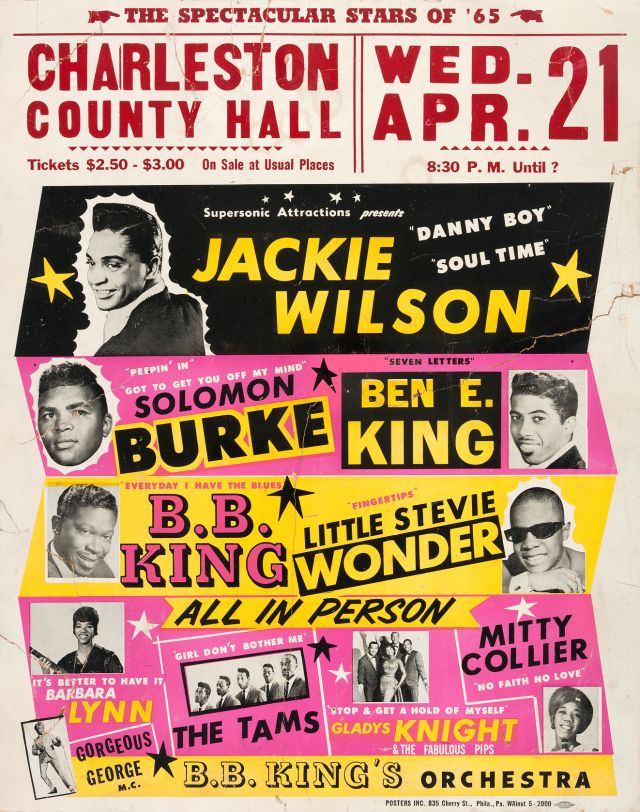 THE SPECTACULAR STARS OF '65
CHARLESTON
COUNTY HALL
WED.
APR. 21
Tickets $2.50 - $3.00 On Sale at Usual Places
8:30 P. M. Until ?
Supersonic Attractions presents
JACKIE
WILSON
"DANNY BOY"
"SOUL TIME"
"PEEPIN' IN"
"GOT TO GET YOU OFF MY MIND"
SOLOMON
BURKE
"SEVEN LETTERS"
BEN E.
KING
"EVERYDAY I HAVE THE BLUES"
B.B.
KING
"FINGERTIPS"
LITTLE STEVIE
WONDER
ALL IN PERSON
IT'S BETTER TO HAVE IT
BARBARA
LYNN
"GIRL DON'T BOTHER ME"
THE TAMS
"STOP & GET A HOLD OF MYSELF"
GLADYS KNIGHT
& THE FABULOUS PIPS
MITTY
COLLIER
"NO FAITH NO LOVE"
GORGEOUS
GEORGE
M.C.
B.B. KING'S ORCHESTRA
POSTERS INC. 835 Cherry St., Phila., Pa. WAlnut 5-2000